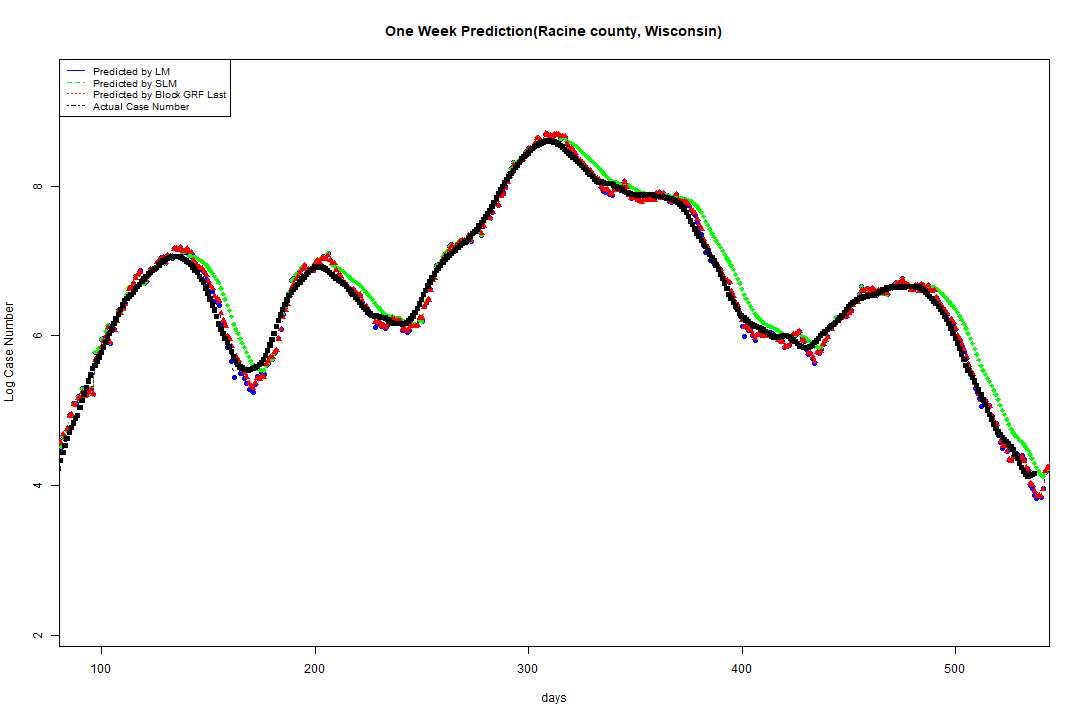 One Week Prediction(Racine county, Wisconsin)
Predicted by LM
Predicted by SLM
Predicted by Block GRF Last
Actual Case Number
Log Case Number
8
6
4
2
100 200 300 400 500
days